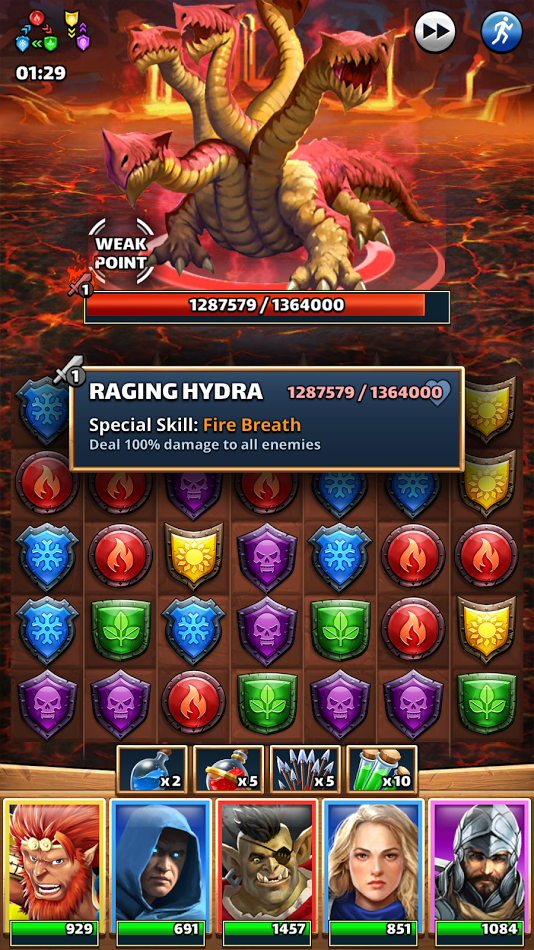 01:29
WEAK
POINT
1
1287579 / 1364000
1
RAGING HYDRA 1287579 / 1364000
Special Skill: Fire Breath
Deal 100% damage to all enemies
x2 x5 x5 x10
929 691 1457 851 1084